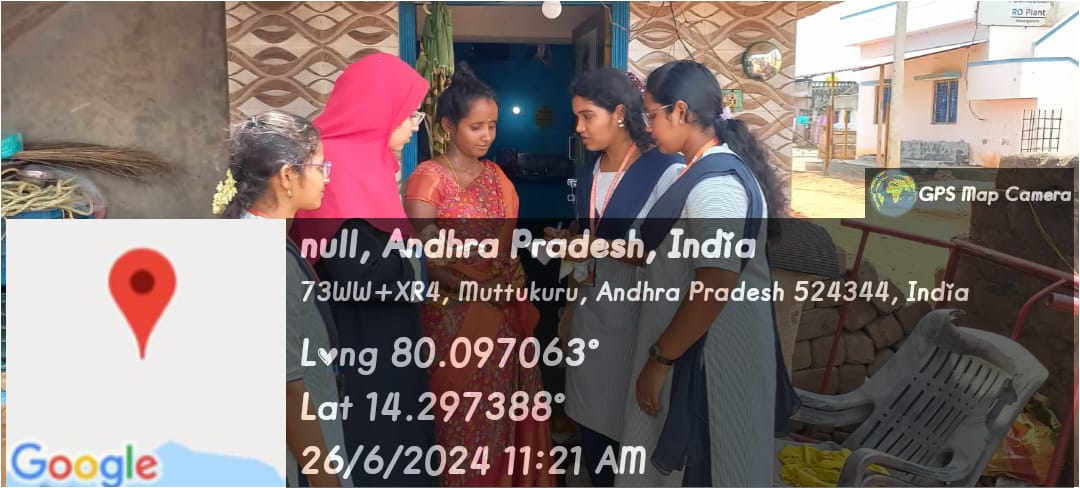 RO Plant
GPS Map Camera
null, Andhra Pradesh, India
73WW+XR4, Muttukuru, Andhra Pradesh 524344, India
Long 80.097063°
Lat 14.297388°
26/6/2024 11:21 AM
Google